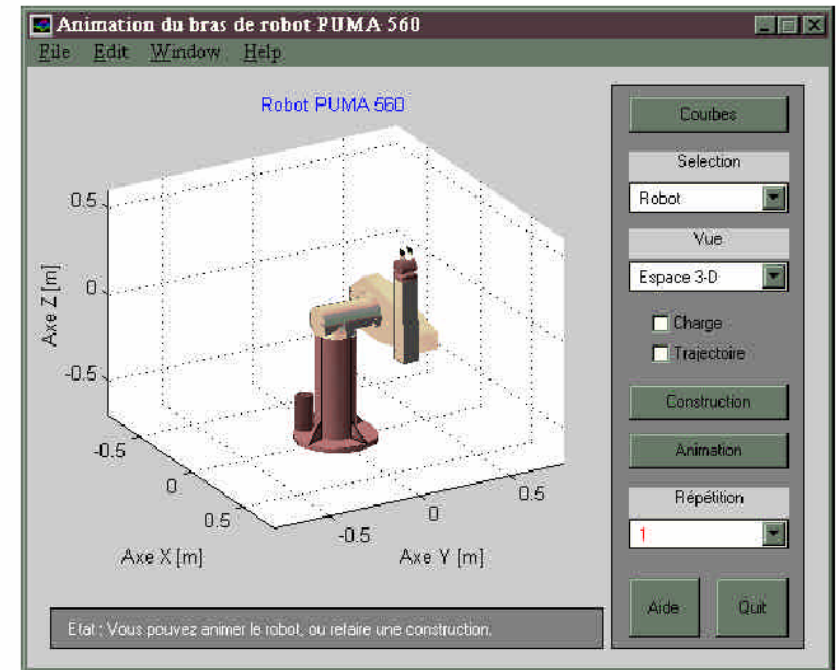 Animation du bras de robot PUMA 560
File Edit Window Help
Robot PUMA 560
0.5
0
-0.5
Axe Z [m]
-0.5
0
0.5
Axe X [m]
-0.5
0
0.5
Axe Y [m]
Courbes
Selection
Robot
Vue
Espace 3-D
Charge
Trajectoire
Construction
Animation
Répétition
1
Aide Quit
Etat : Vous pouvez animer le robot, ou refaire une construction.